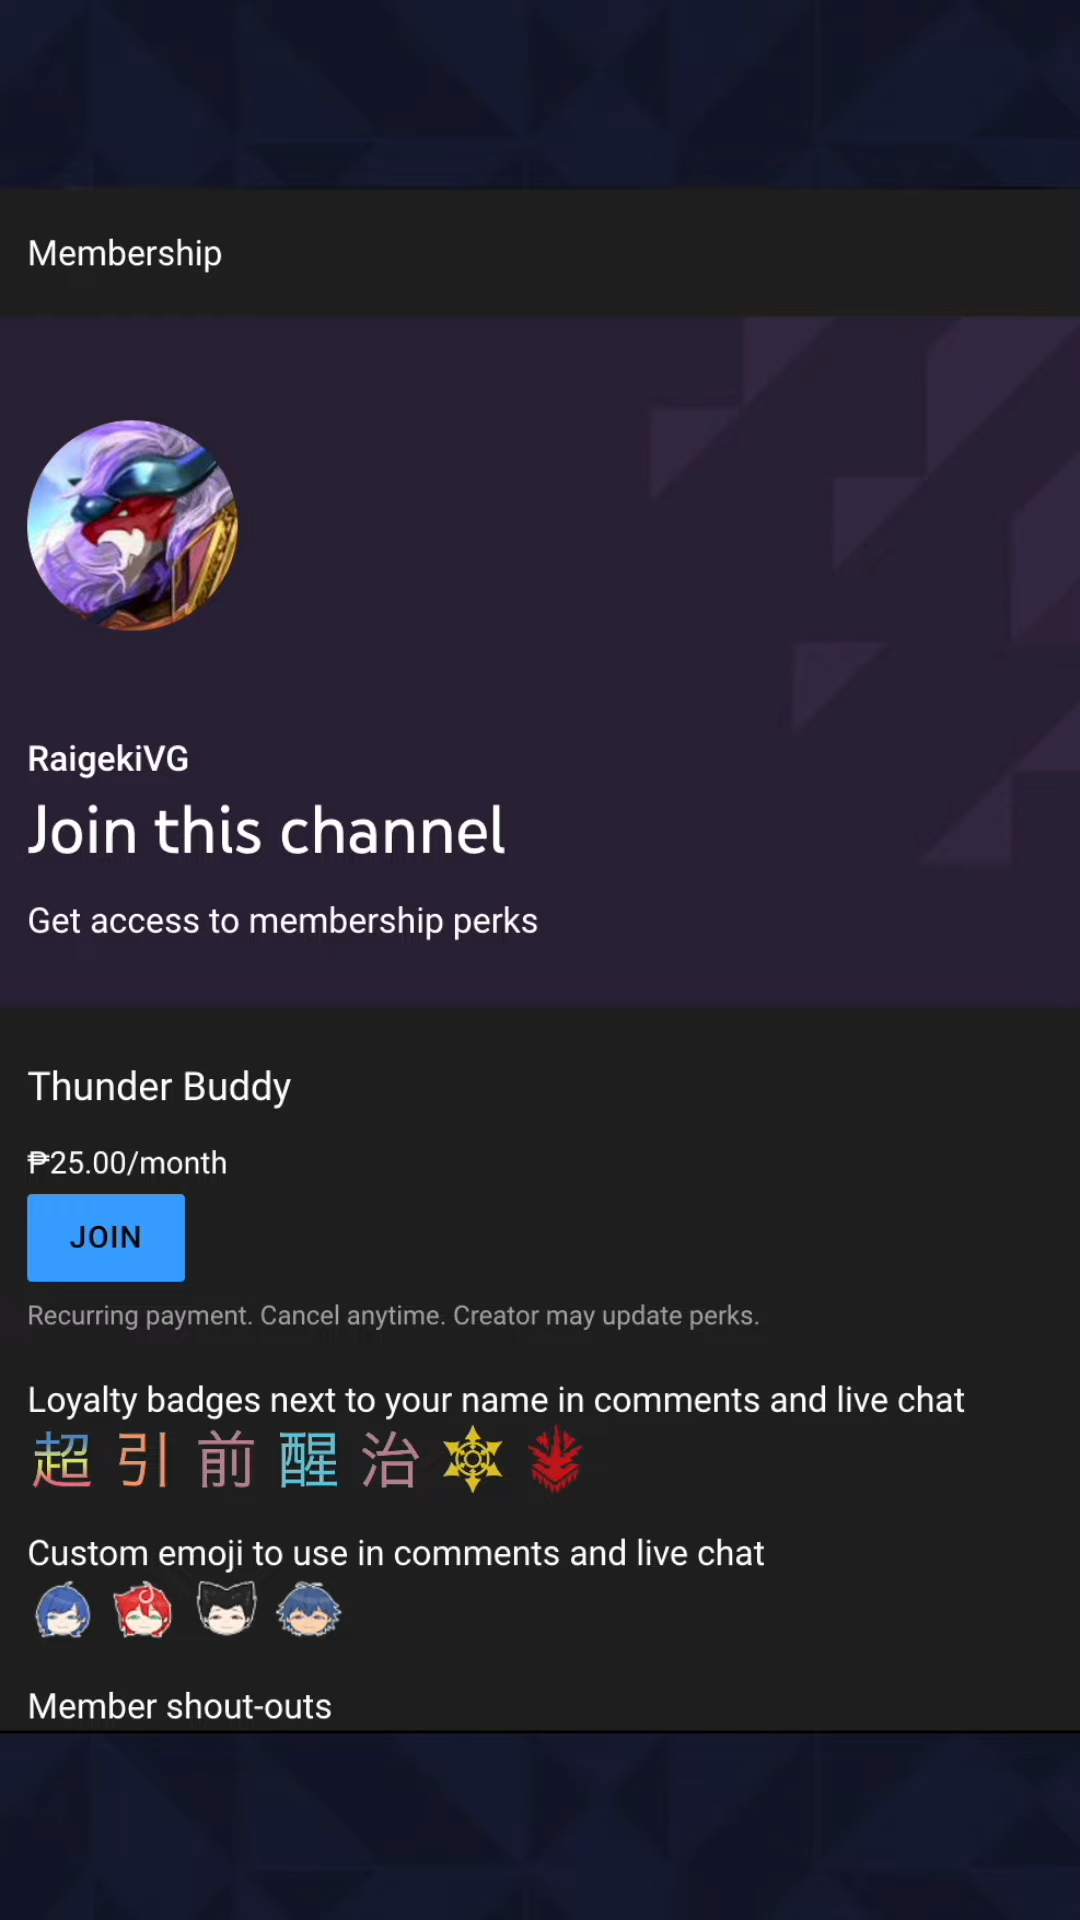 Membership
RaigekiVG
Join this channel
Get access to membership perks
Thunder Buddy
₱25.00/month
JOIN
Recurring payment. Cancel anytime. Creator may update perks.
Loyalty badges next to your name in comments and live chat
超 引 前 醒 治
Custom emoji to use in comments and live chat
Member shout-outs